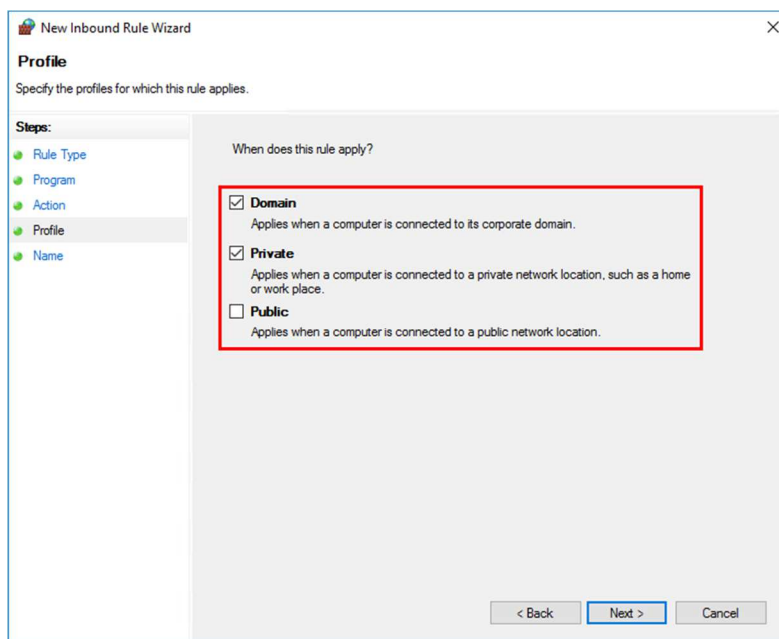 New Inbound Rule Wizard
Profile
Specify the profiles for which this rule applies.
Steps:
Rule Type
Program
Action
Profile
Name
When does this rule apply?
Domain
Applies when a computer is connected to its corporate domain.
Private
Applies when a computer is connected to a private network location, such as a home
or work place.
Public
Applies when a computer is connected to a public network location.
< Back
Next >
Cancel